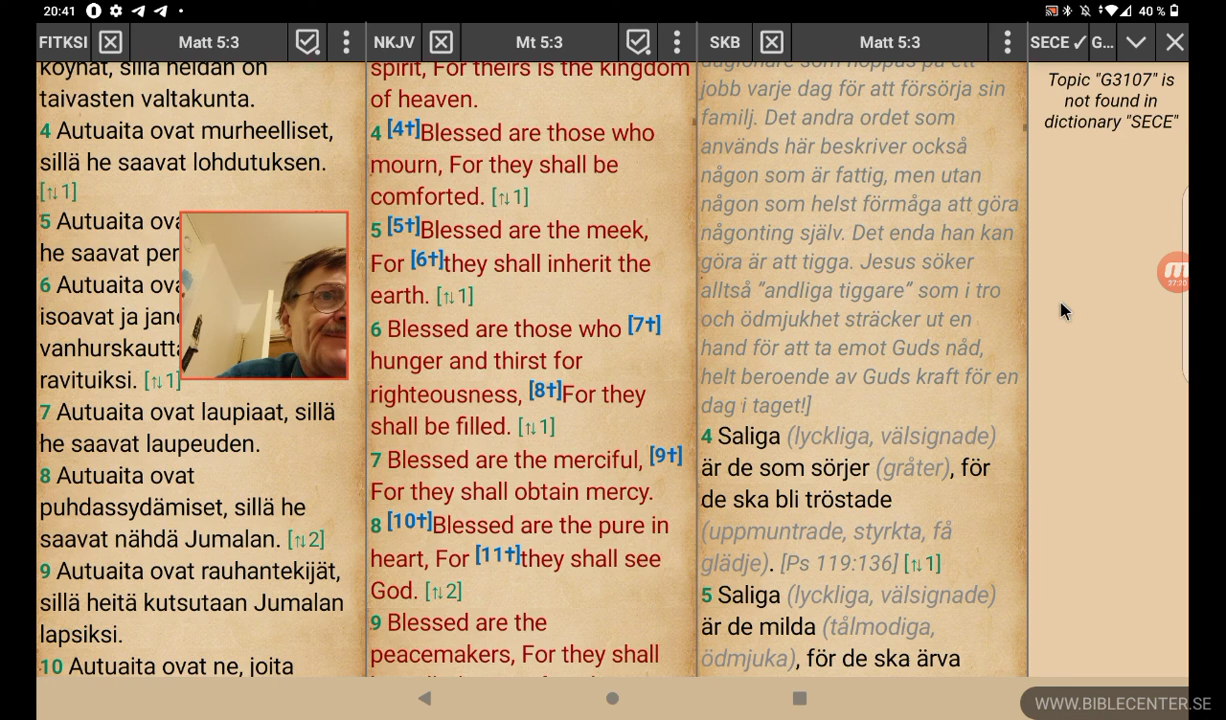 20:41
40 %
FITKSI
Matt 5:3
NKJV
Mt 5:3
SKB
Matt 5:3
SECE ✓ G...
köyhät, sillä heidän on
taivasten valtakunta.
4 Autuaita ovat murheelliset,
sillä he saavat lohdutuksen.
[⇅1]
5 Autuaita
he saavat
6 Autuaita
isoavat ja
ravituiksi. [⇅1]
7 Autuaita ovat laupiaat, sillä
he saavat laupeuden.
8 Autuaita ovat
puhdassydämiset, sillä he
saavat nähdä Jumalan. [⇅2]
9 Autuaita ovat rauhantekijät,
sillä heitä kutsutaan Jumalan
lapsiksi.
10 Autuaita ovat ne, joita
spirit, For theirs is the kingdom
of heaven.
4 [4†]Blessed are those who
mourn, For they shall be
comforted. [⇅1]
5 [5†]Blessed are the meek,
For [6†]they shall inherit the
earth. [⇅1]
6 Blessed are those who [7†]
hunger and thirst for
righteousness, [8†]For they
shall be filled. [⇅1]
7 Blessed are the merciful, [9†]
For they shall obtain mercy.
8 [10†]Blessed are the pure in
heart, For [11†]they shall see
God. [⇅2]
9 Blessed are the
peacemakers, For they shall
jobb varje dag för att försörja sin
familj. Det andra ordet som
används här beskriver också
någon som är fattig, men utan
någon som helst förmåga att göra
någonting själv. Det enda han kan
göra är att tigga. Jesus söker
alltså ”andliga tiggare” som i tro
och ödmjukhet sträcker ut en
hand för att ta emot Guds nåd,
helt beroende av Guds kraft för en
dag i taget!]
4 Saliga (lyckliga, välsignade)
är de som sörjer (gråter), för
de ska bli tröstade
(uppmuntrade, styrkta, få
glädje). [Ps 119:136] [⇅1]
5 Saliga (lyckliga, välsignade)
är de milda (tålmodiga,
ödmjuka), för de ska ärva
Topic "G3107" is
not found in
dictionary "SECE"
27:20
WWW.BIBLECENTER.SE